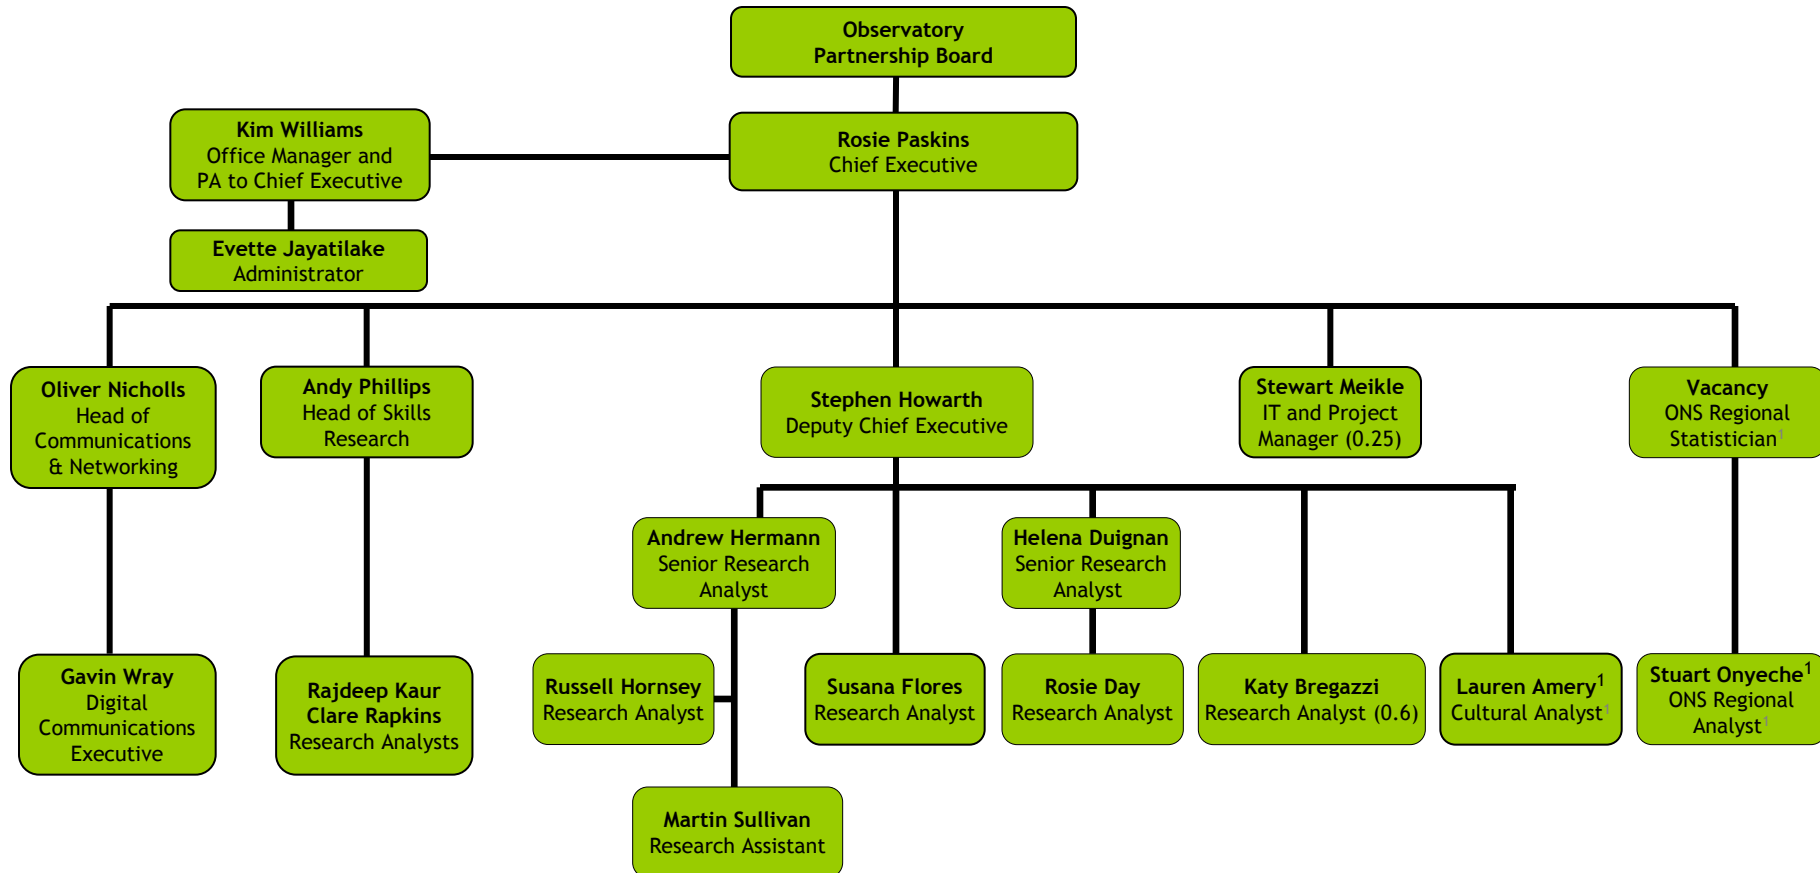 Observatory
Partnership Board
Kim Williams
Office Manager and
PA to Chief Executive
Rosie Paskins
Chief Executive
Evette Jayatilake
Administrator
Oliver Nicholls
Head of
Communications
& Networking
Andy Phillips
Head of Skills
Research
Stephen Howarth
Deputy Chief Executive
Stewart Meikle
IT and Project
Manager (0.25)
Vacancy
ONS Regional
Statistician¹
Andrew Hermann
Senior Research
Analyst
Helena Duignan
Senior Research
Analyst
Gavin Wray
Digital
Communications
Executive
Rajdeep Kaur
Clare Rapkins
Research Analysts
Russell Hornsey
Research Analyst
Susana Flores
Research Analyst
Rosie Day
Research Analyst
Katy Bregazzi
Research Analyst (0.6)
Lauren Amery¹
Cultural Analyst¹
Stuart Onyeche¹
ONS Regional
Analyst¹
Martin Sullivan
Research Assistant